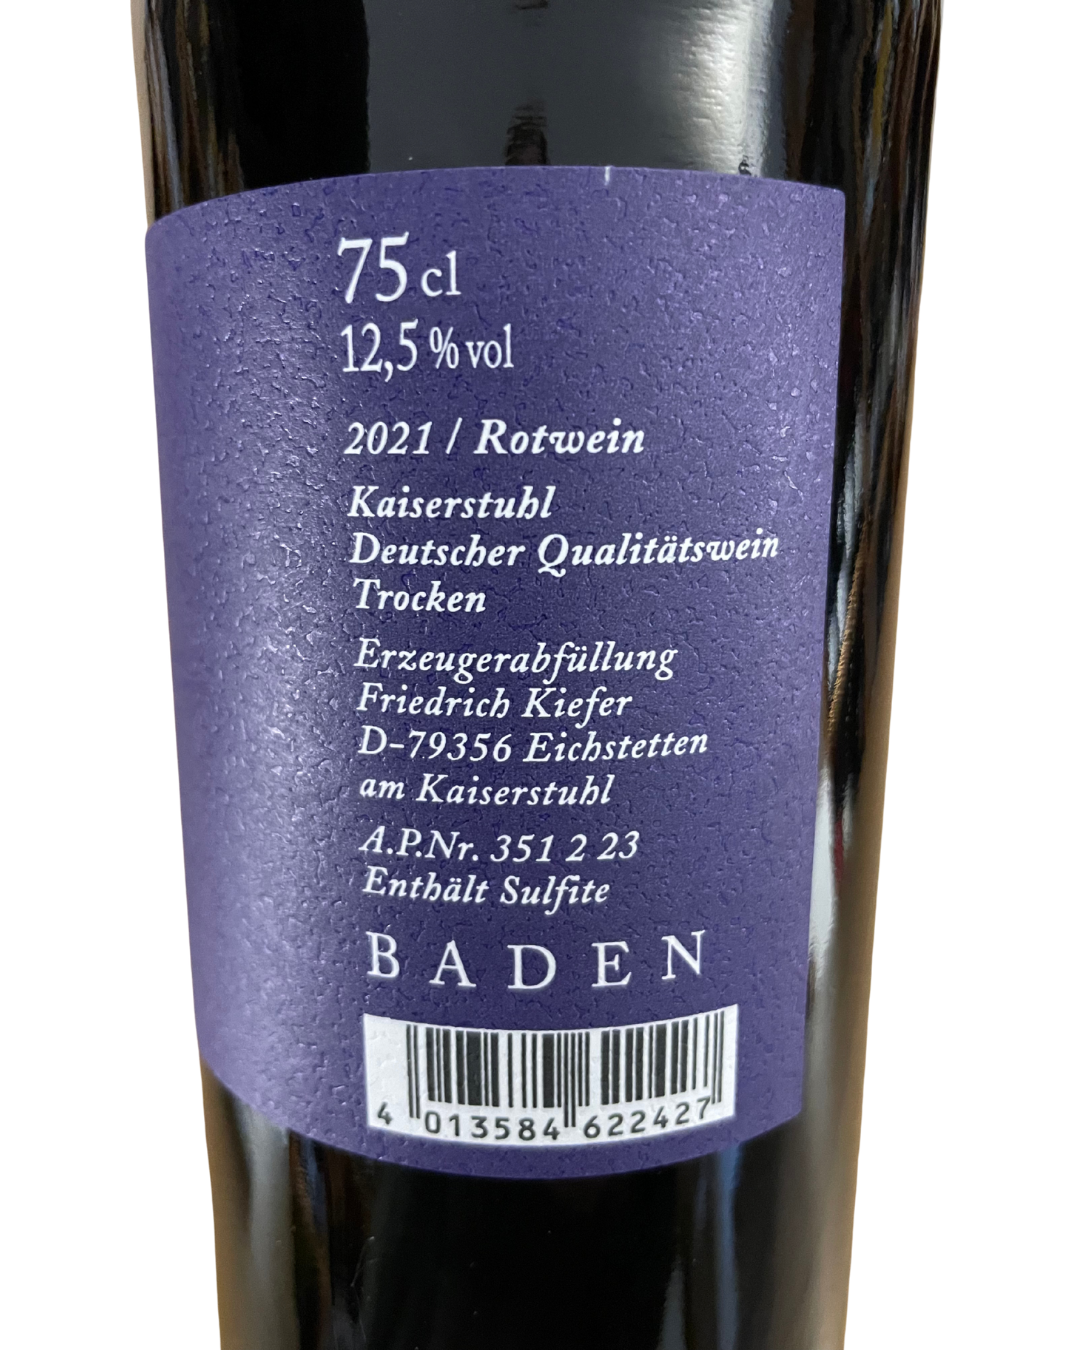 75 cl
12,5 % vol
2021 / Rotwein
Kaiserstuhl
Deutscher Qualitätswein
Trocken
Erzeugerabfüllung
Friedrich Kiefer
D-79356 Eichstetten
am Kaiserstuhl
A.P.Nr. 351 2 23
Enthält Sulfite
BADEN
4 013584 622427